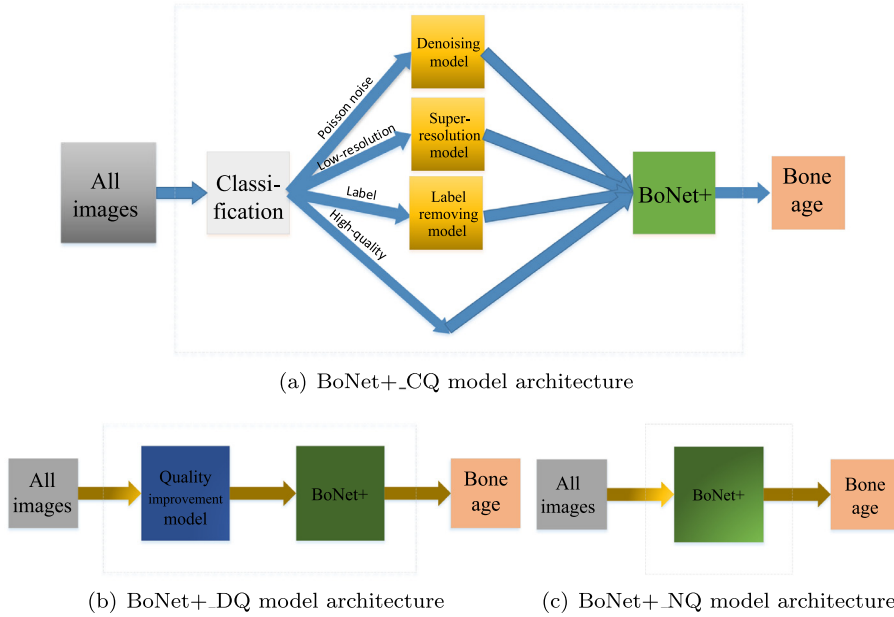 Denoising
model
Poisson noise
Super-
resolution
model
Low-resolution
All
images
Classi-
fication
Label
Label
removing
model
BoNet+
Bone
age
High-quality
(a) BoNet+_CQ model architecture
All
images
Quality
improvement
model
BoNet+
Bone
age
All
images
BoNet+
Bone
age
(b) BoNet+_DQ model architecture
(c) BoNet+_NQ model architecture